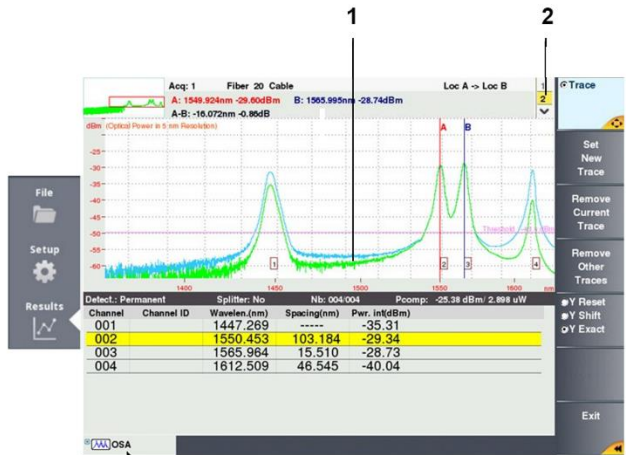 1 2
Acq: 1 Fiber 20 Cable Loc A -> Loc B 1
A: 1549.924nm -29.60dBm B: 1565.995nm -28.74dBm 2
A-B: -16.072nm -0.86dB
dBm (Optical Power in 5 nm Resolution)
A B
-25
-30
-35
-40
-45
-50
-55
-60
1 2 3 4
1400 1450 1500 1550 1600 nm
Defect.: Permanent Splitter: No Nb: 004/004 Pcomp: -25.38 dBm/ 2.898 uW
Channel Channel ID Wavelen.(nm) Spacing(nm) Pwr. inf(dBm)
001 1447.269 ----- -35.31
002 1550.453 103.184 -29.34
003 1565.964 15.510 -28.73
004 1612.509 46.545 -40.04
OSA
File
Setup
Results
Trace
Set
New
Trace
Remove
Current
Trace
Remove
Other
Traces
Y Reset
Y Shift
Y Exact
Exit